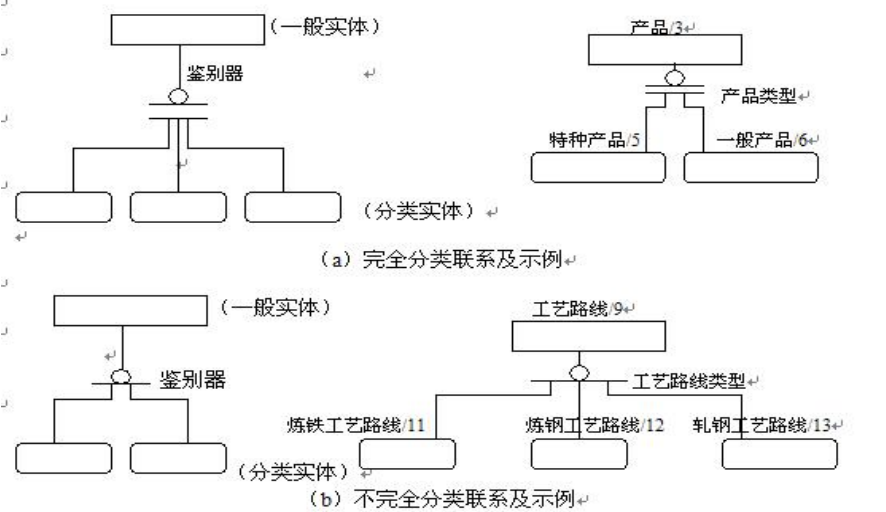 （一般实体）
产品/3
鉴别器
产品类型
特种产品/5
一般产品/6
（分类实体）
（a）完全分类联系及示例
（一般实体）
工艺路线/9
鉴别器
工艺路线类型
炼铁工艺路线/11
炼钢工艺路线/12
轧钢工艺路线/13
（分类实体）
（b）不完全分类联系及示例